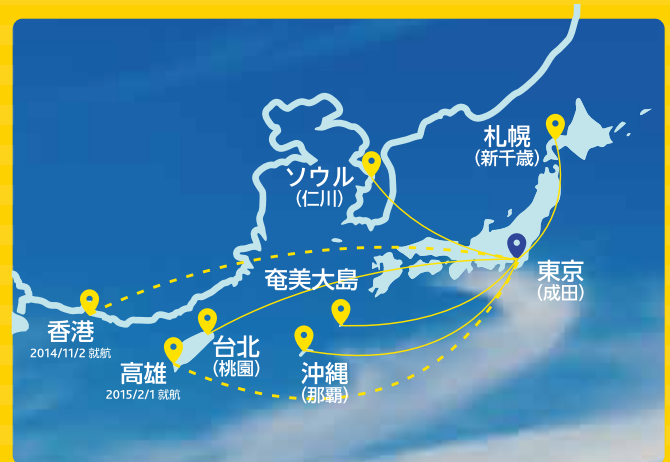 札幌
(新千歳)
ソウル
(仁川)
奄美大島
東京
(成田)
香港
2014/11/2 就航
台北
(桃園)
高雄
2015/2/1 就航
沖縄
(那覇)